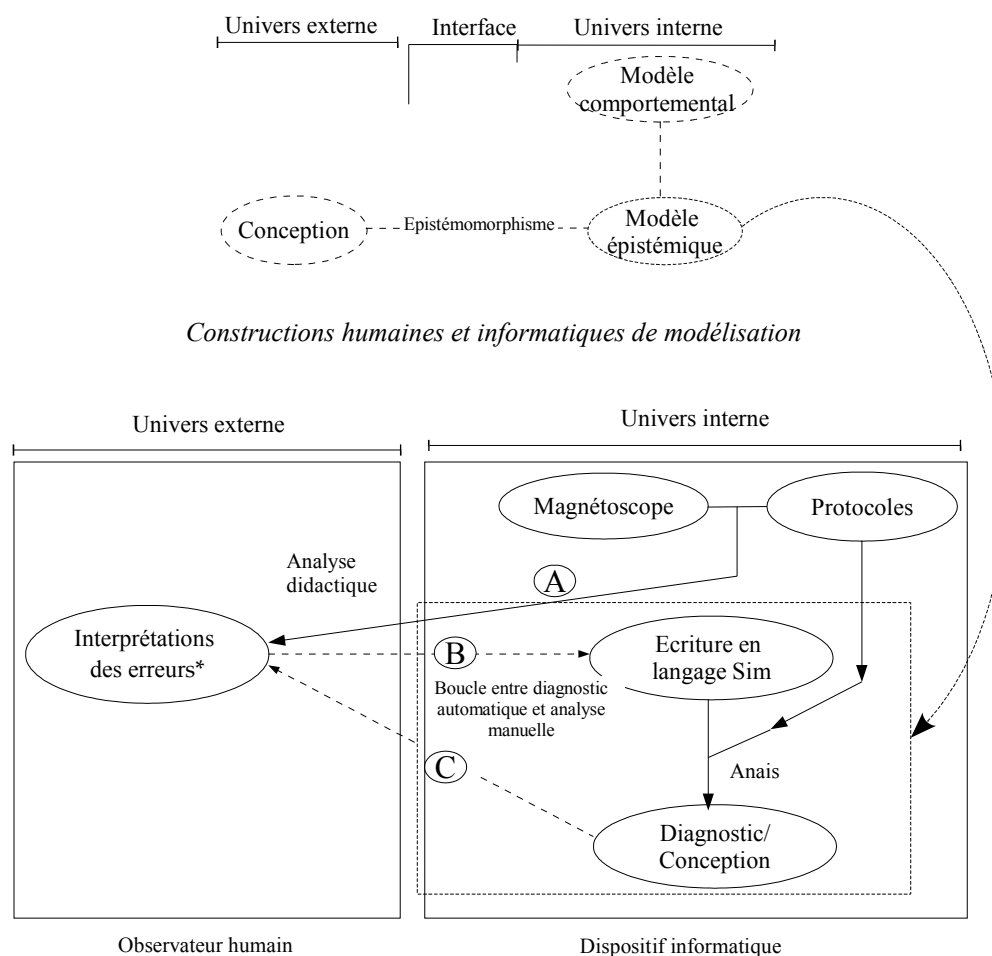 Univers externe
Interface
Univers interne
Modèle
comportemental
Conception
Epistémomorphisme
Modèle
épistémique
Constructions humaines et informatiques de modélisation
Univers externe
Univers interne
Magnétoscope
Protocoles
Analyse
didactique
A
Interprétations
des erreurs*
B
Ecriture en
langage Sim
Boucle entre diagnostic
automatique et analyse
manuelle
C
Anais
Diagnostic/
Conception
Observateur humain
Dispositif informatique